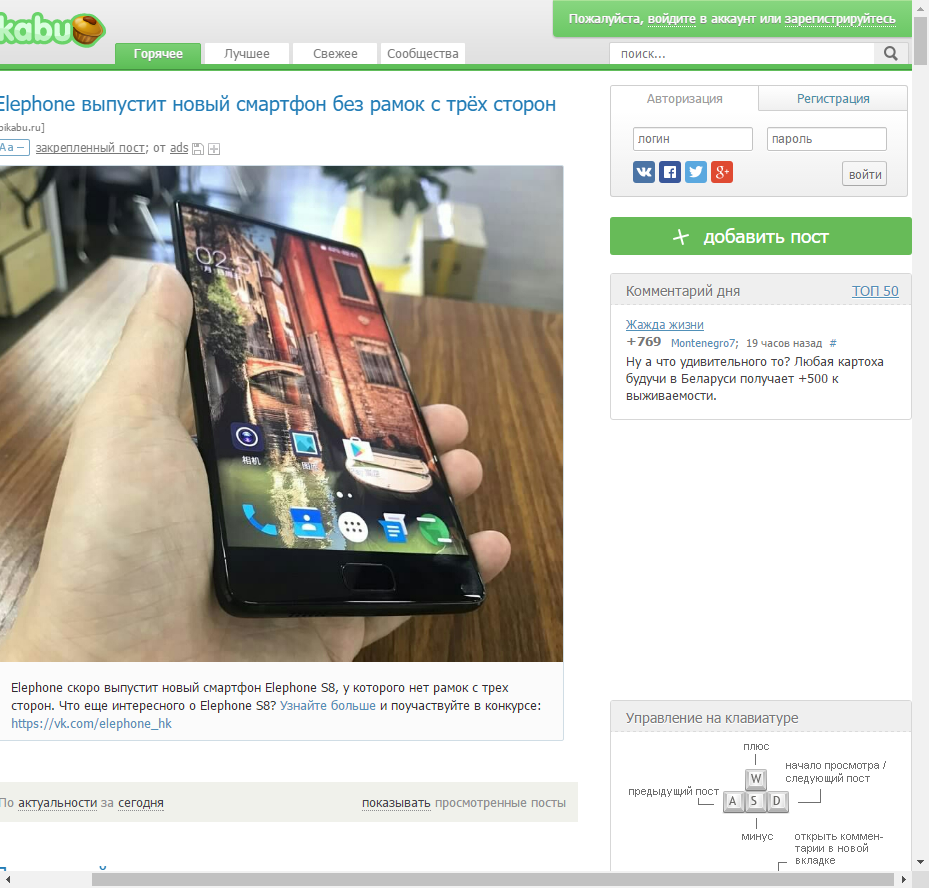 kabu
Пожалуйста, войдите в аккаунт или зарегистрируйтесь
Горячее
Лучшее
Свежее
Сообщества
поиск...
Elephone выпустит новый смартфон без рамок с трёх сторон
pikabu.ru]
Aa --
закрепленный пост; от ads
Авторизация
Регистрация
логин
пароль
войти
добавить пост
Комментарий дня
ТОП 50
Жажда жизни
+769 Montenegro7; 19 часов назад #
Ну а что удивительного то? Любая картоха
будучи в Беларуси получает +500 к
выживаемости.
02:51
相机
Elephone скоро выпустит новый смартфон Elephone S8, у которого нет рамок с трех
сторон. Что еще интересного о Elephone S8? Узнайте больше и поучаствуйте в конкурсе:
https://vk.com/elephone_hk
По актуальности за сегодня
показывать просмотренные посты
Управление на клавиатуре
плюс
начало просмотра /
следующий пост
предыдущий пост
W
A S D
минус
открыть коммен-
тарии в новой
вкладке